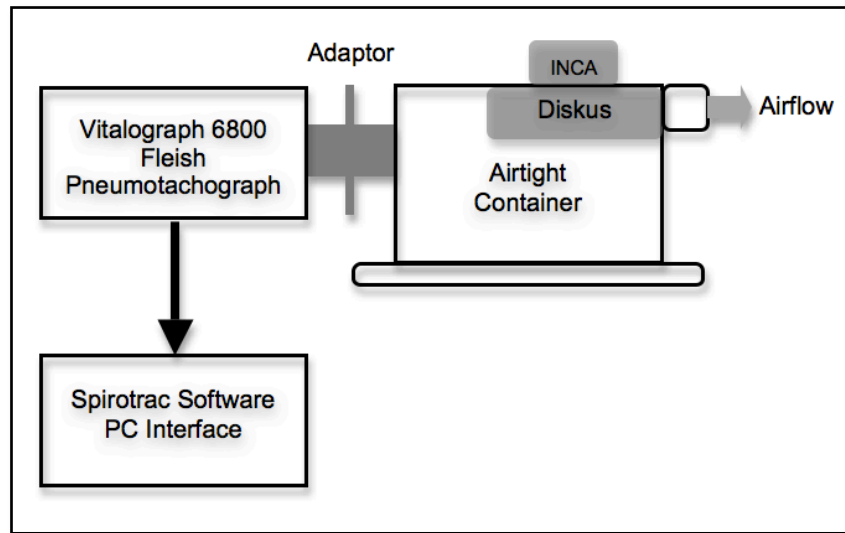 Adaptor
INCA
Diskus
Airflow
Vitalograph 6800
Fleish
Pneumotachograph
Airtight
Container
Spirotrac Software
PC Interface